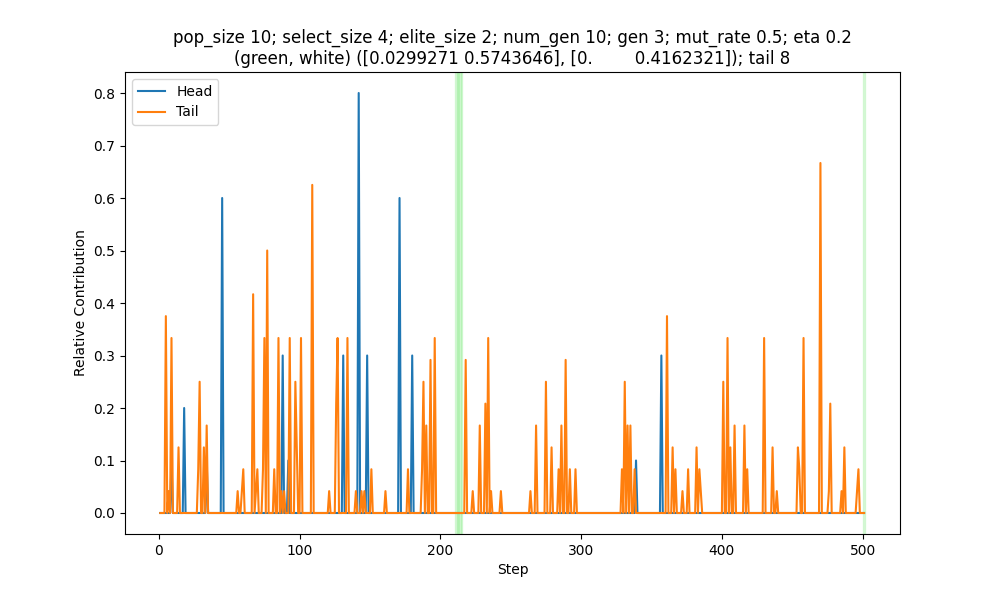 pop_size 10; select_size 4; elite_size 2; num_gen 10; gen 3; mut_rate 0.5; eta 0.2
(green, white) ([0.0299271 0.5743646], [0.         0.4162321]); tail 8
Head
Tail
0.8
0.7
0.6
0.5
0.4
0.3
0.2
0.1
0.0
Relative Contribution
0 100 200 300 400 500
Step